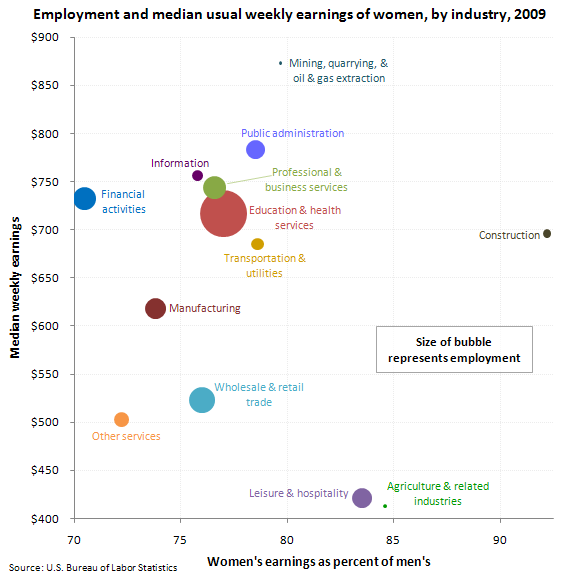 Employment and median usual weekly earnings of women, by industry, 2009
$900
$850
$800
$750
$700
$650
$600
$550
$500
$450
$400
Median weekly earnings
Mining, quarrying, &
oil & gas extraction
Public administration
Information
Professional &
business services
Financial
activities
Education & health
services
Construction
Transportation &
utilities
Manufacturing
Size of bubble
represents employment
Wholesale & retail
trade
Other services
Leisure & hospitality
Agriculture & related
industries
70
75
80
85
90
Women's earnings as percent of men's
Source: U.S. Bureau of Labor Statistics